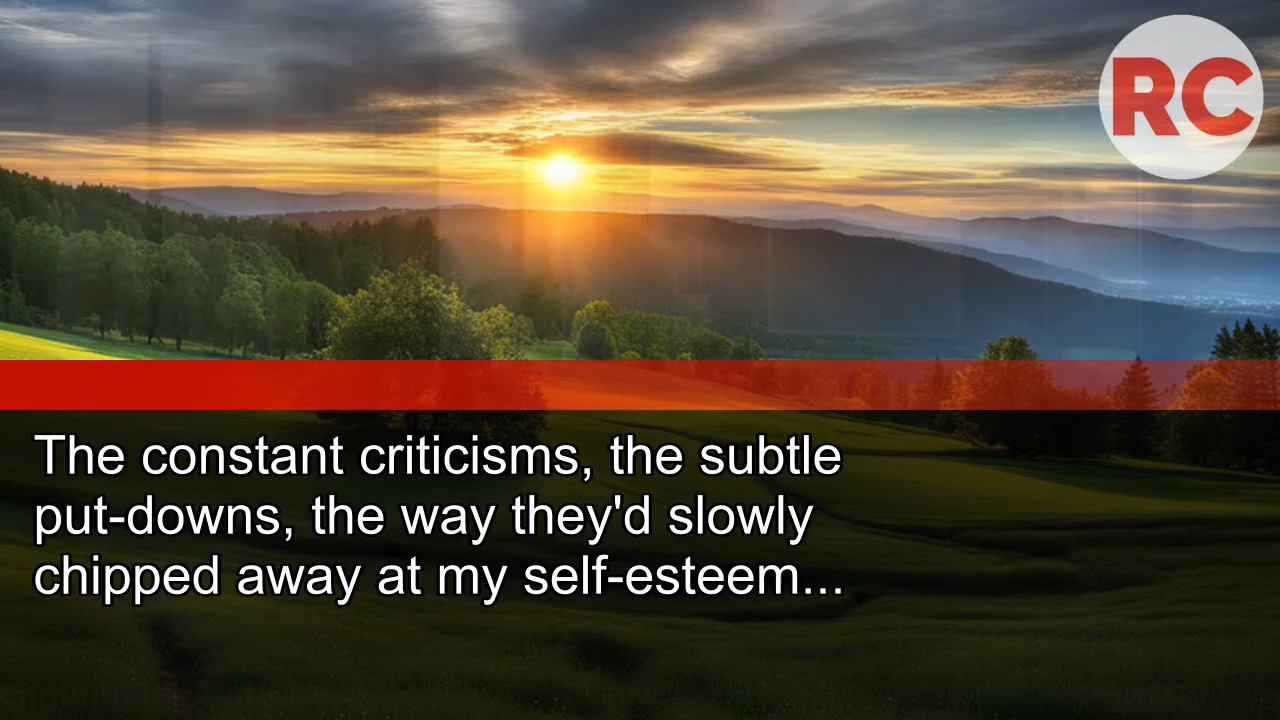 RC
The constant criticisms, the subtle
put-downs, the way they'd slowly
chipped away at my self-esteem...